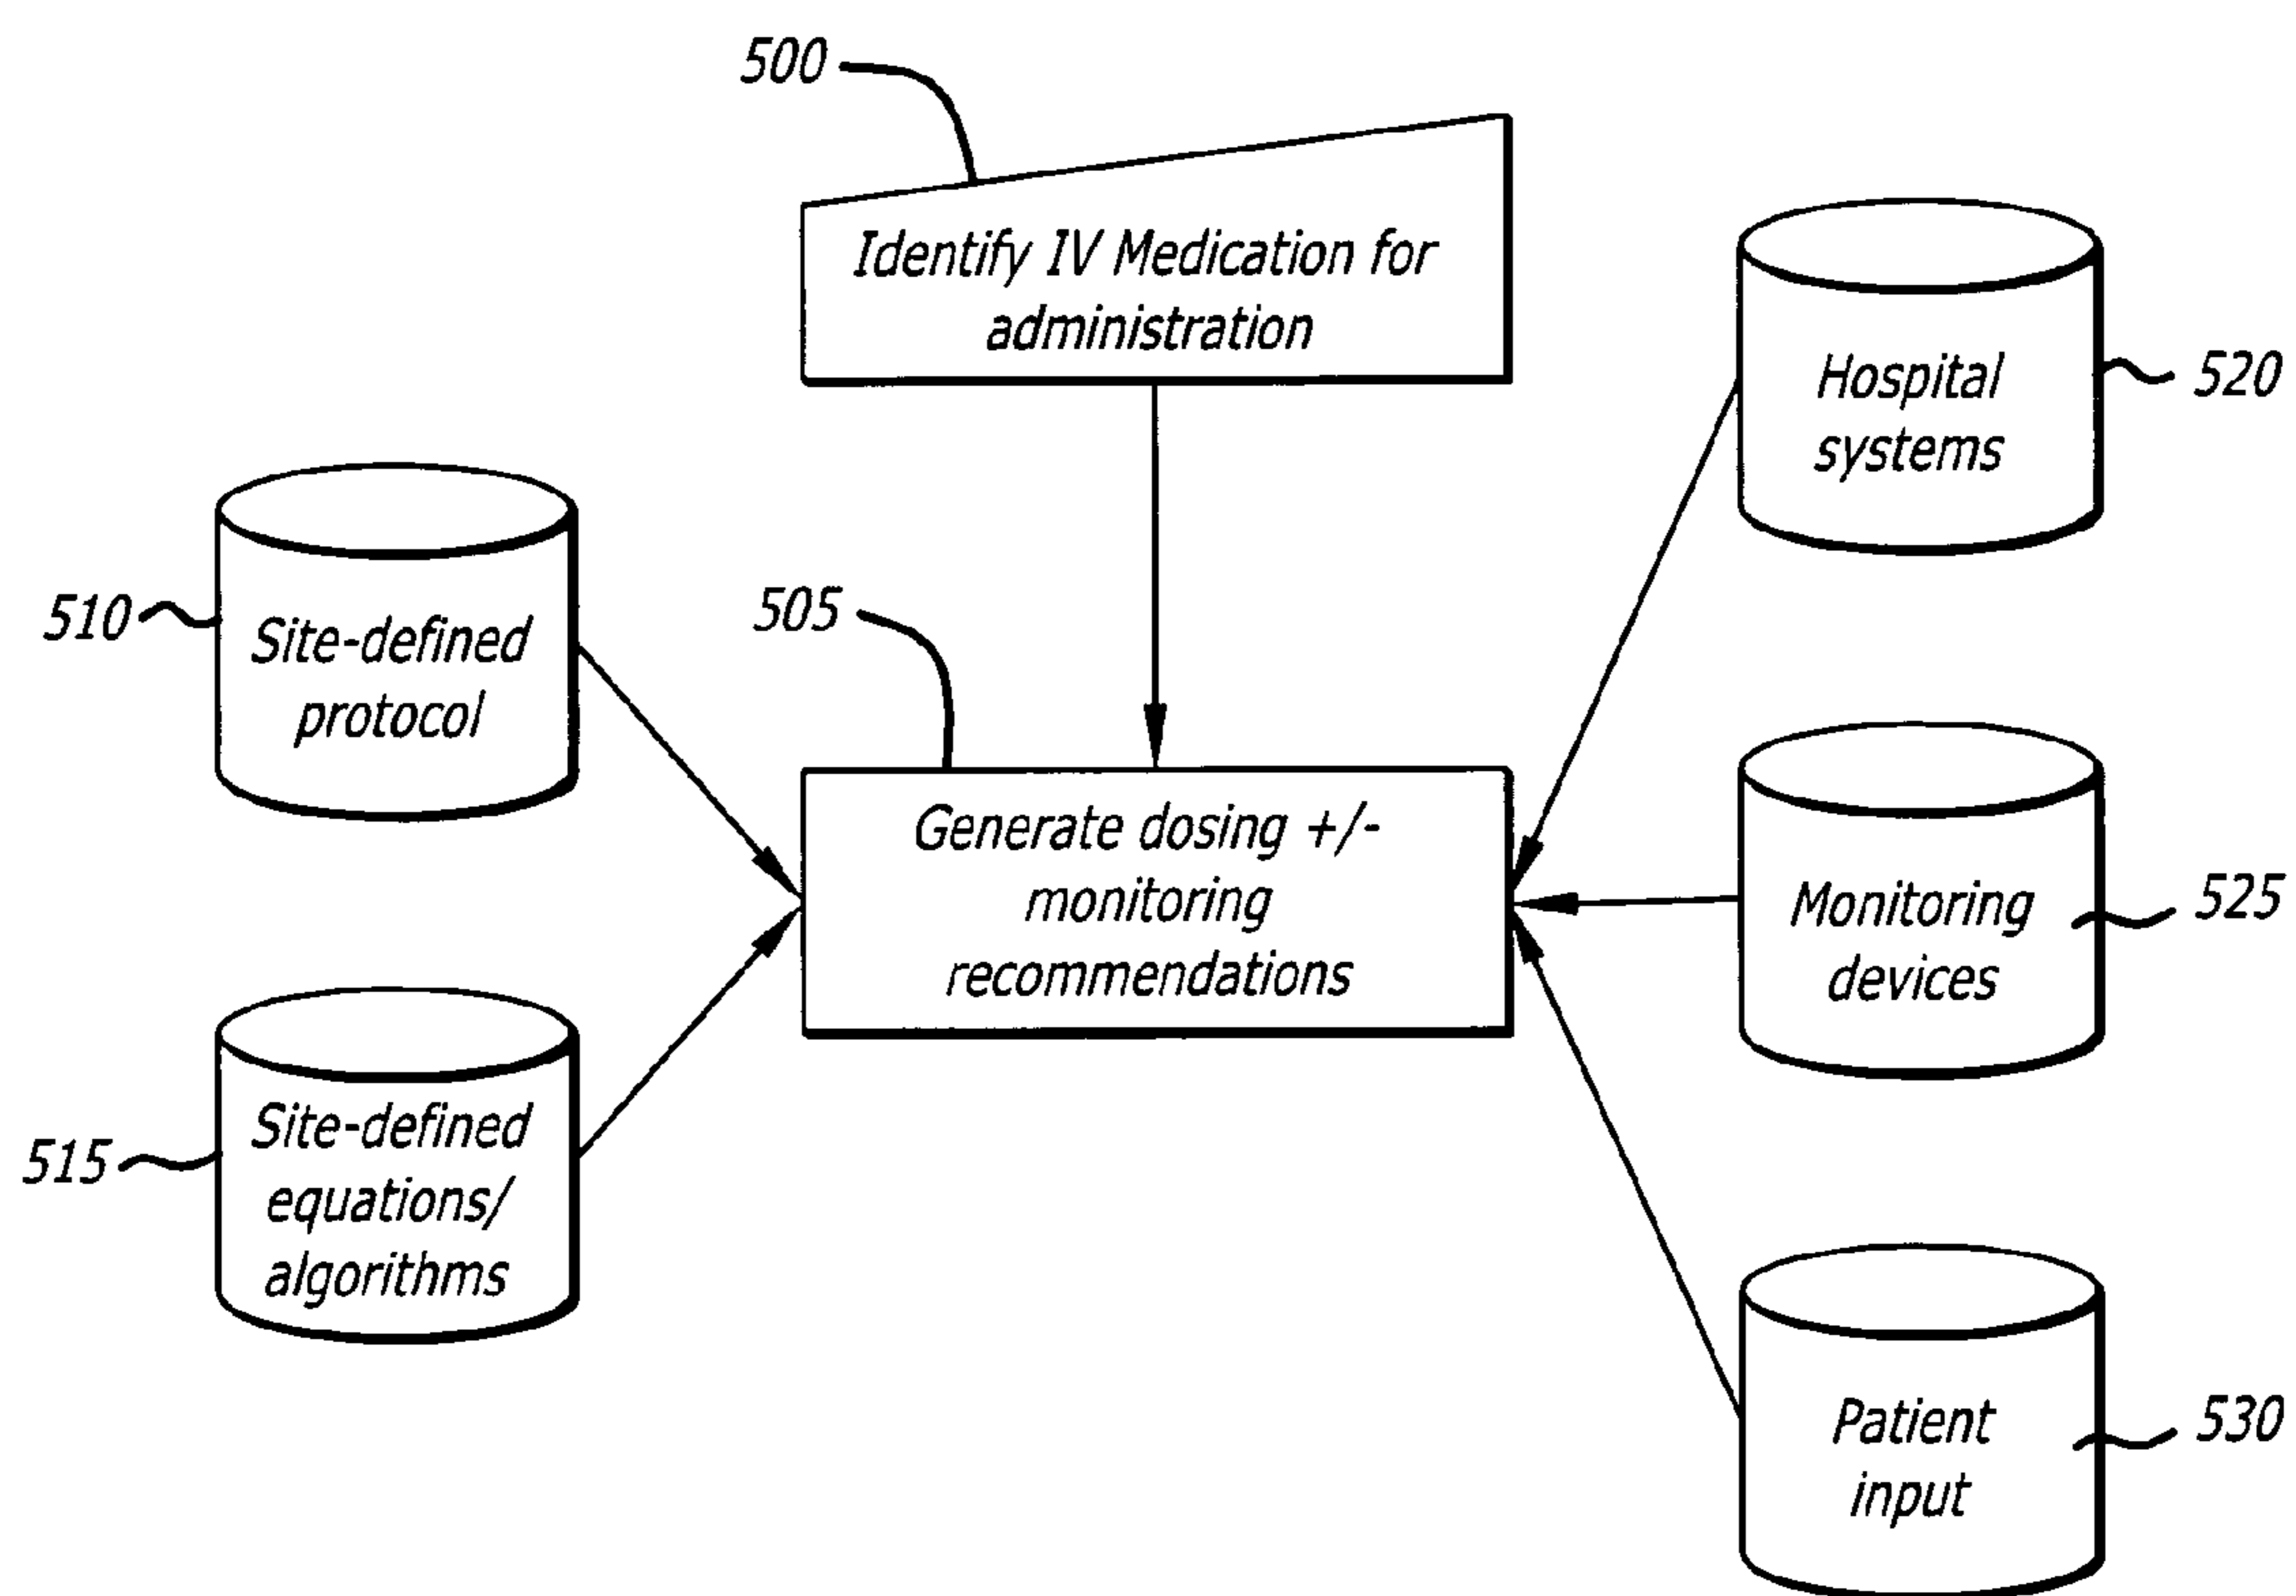 500
Identify IV Medication for
administration
Hospital
systems
520
510
Site-defined
protocol
505
Generate dosing +/-
monitoring
recommendations
Monitoring
devices
525
515
Site-defined
equations/
algorithms
Patient
input
530